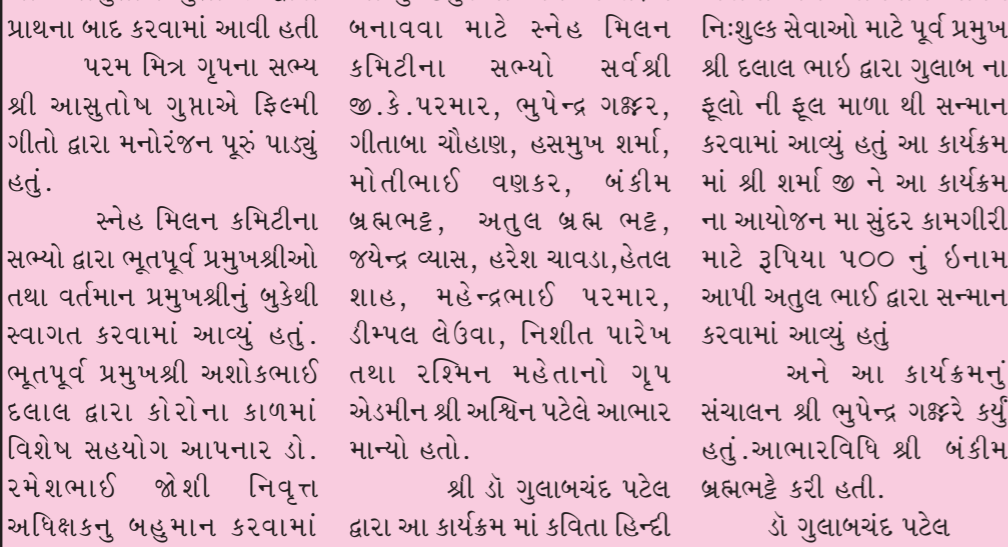 પ્રાથના બાદ કરવામાં આવી હતી
પરમ મિત્ર ગૃપના સભ્ય
શ્રી આસુતોષ ગુપ્તાએ ફિલ્મી
ગીતો દ્વારા મનોરંજન પૂરું પાડ્યું
હતું.
સ્નેહ મિલન કમિટીના
સભ્યો દ્વારા ભૂતપૂર્વ પ્રમુખશ્રીઓ
તથા વર્તમાન પ્રમુખશ્રીનું બુકેથી
સ્વાગત કરવામાં આવ્યું હતું.
ભૂતપૂર્વ પ્રમુખશ્રી અશોકભાઈ
દલાલ દ્વારા કોરોના કાળમાં
વિશેષ સહયોગ આપનાર ડો.
રમેશભાઈ જોશી નિવૃત્ત
અધિક્ષકનુ બહુમાન કરવામાં
બનાવવા માટે સ્નેહ મિલન
કમિટીના સભ્યો સર્વશ્રી
જી.કે.પરમાર, ભુપેન્દ્ર
ગીતાબા ચૌહાણ, હસમુખ શર્મા,
મોતીભાઈ વણકર, બંકીમ
બ્રહ્મભટ્ટ, અતુલ બ્રહ્મ ભટ્ટ,
જયેન્દ્ર વ્યાસ, હરેશ ચાવડા,હેતલ
શાહ, મહેન્દ્રભાઈ પરમાર,
ડીમ્પલ લેઉવા, નિશીત પારેખ
તથા રશ્મિન મહેતાનો ગૃપ
એડમીન શ્રી અશ્વિન પટેલે આભાર
માન્યો હતો.
શ્રી ડૉ ગુલાબચંદ પટેલ
દ્વારા આ કાર્યક્રમ માં કવિતા હિન્દી
નિઃશુલ્ક સેવાઓ માટે પૂર્વ પ્રમુખ
શ્રી દલાલ ભાઇ દ્વારા ગુલાબ ના
ફૂલો ની ફૂલ માળા થી સન્માન
કરવામાં આવ્યું હતું આ કાર્યક્રમ
માં શ્રી શર્મા જી ને આ કાર્યક્રમ
ના આયોજન મા સુંદર કામગીરી
માટે રૂપિયા ૫૦૦ નું ઇનામ
આપી અતુલ ભાઈ દ્વારા સન્માન
કરવામાં આવ્યું હતું
અને આ કાર્યક્રમનું
સંચાલન શ્રી ભુપેન્દ્ર કર્યું
હતું.આભારવિધિ શ્રી બંકીમ
બ્રહ્મભટ્ટે કરી હતી.
ડૉ ગુલાબચંદ પટેલ